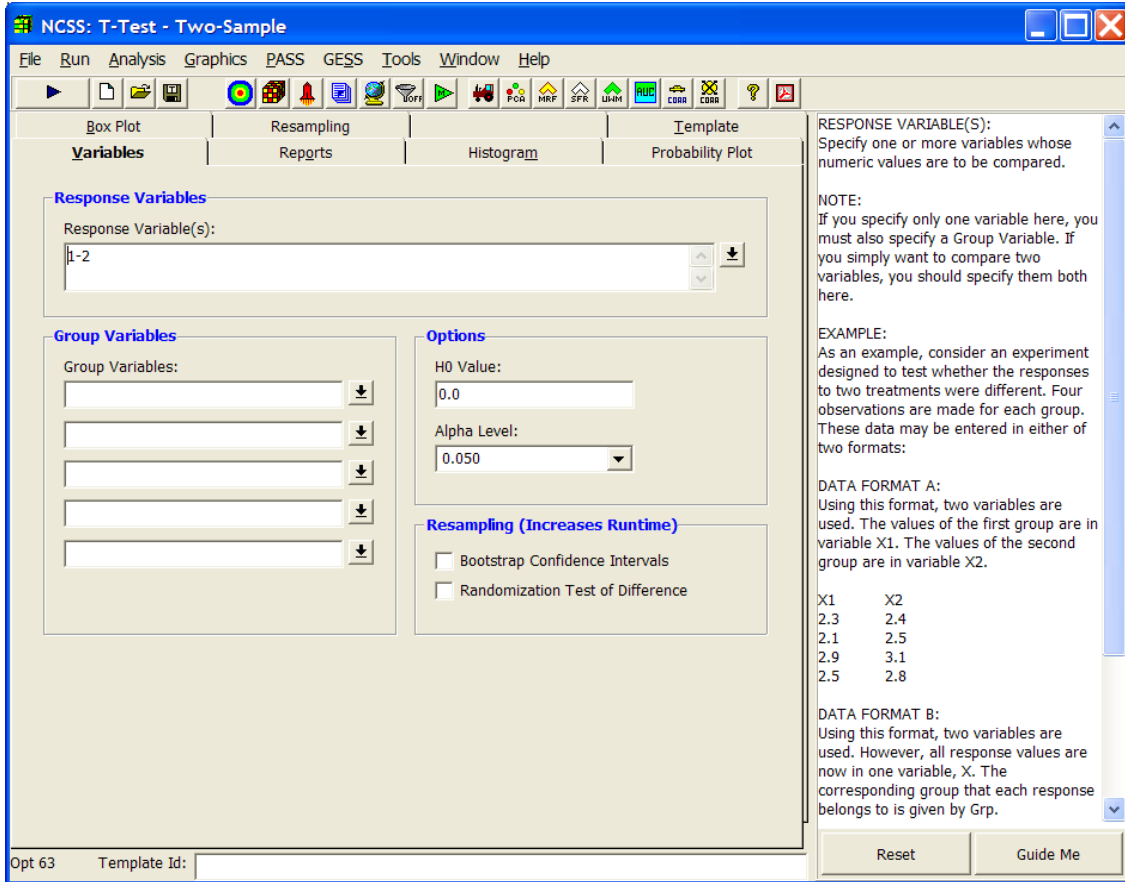 NCSS: T-Test - Two-Sample
File Run Analysis Graphics PASS GESS Tools Window Help
OFF PCA MRF SFR UWM AUC CORR CORR ?
Box Plot Resampling Template
Variables Reports Histogram Probability Plot
Response Variables
Response Variable(s):
1-2
Group Variables
Group Variables:
Options
H0 Value:
0.0
Alpha Level:
0.050
Resampling (Increases Runtime)
Bootstrap Confidence Intervals
Randomization Test of Difference
Opt 63 Template Id:
RESPONSE VARIABLE(S):
Specify one or more variables whose
numeric values are to be compared.
NOTE:
If you specify only one variable here, you
must also specify a Group Variable. If
you simply want to compare two
variables, you should specify them both
here.
EXAMPLE:
As an example, consider an experiment
designed to test whether the responses
to two treatments were different. Four
observations are made for each group.
These data may be entered in either of
two formats:
DATA FORMAT A:
Using this format, two variables are
used. The values of the first group are in
variable X1. The values of the second
group are in variable X2.
X1 X2
2.3 2.4
2.1 2.5
2.9 3.1
2.5 2.8
DATA FORMAT B:
Using this format, two variables are
used. However, all response values are
now in one variable, X. The
corresponding group that each response
belongs to is given by Grp.
Reset Guide Me